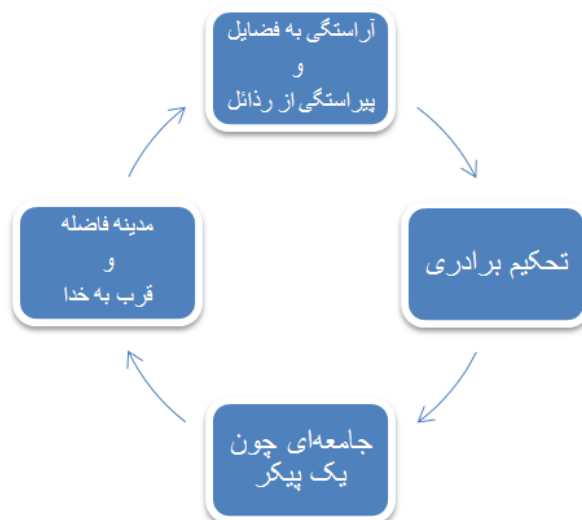 آراستگی به فضایل
و
پیراستگی از رذائل
تحکیم برادری
جامعه‌ای چون
یک پیکر
مدینه فاضله
و
قرب به خدا